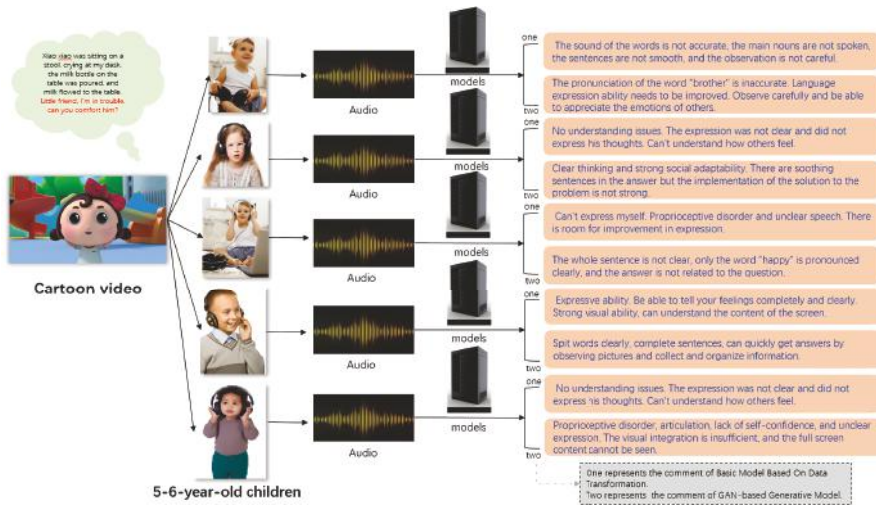 Xiao xiao was sitting on a
stool, crying at my desk,
the milk bottle on the
table was poured, and
milk flowed to the table.
Little friend, I'm in trouble,
can you comfort him?
Cartoon video
5-6-year-old children
Audio
models
one
The sound of the words is not accurate, the main nouns are not spoken,
the sentences are not smooth, and the observation is not careful.
two
The pronunciation of the word "brother" is inaccurate. Language
expression ability needs to be improved. Observe carefully and be able
to appreciate the emotions of others.
Audio
models
one
No understanding issues. The expression was not clear and did not
express his thoughts. Can't understand how others feel.
two
Clear thinking and strong social adaptability. There are soothing
sentences in the answer but the implementation of the solution to the
problem is not strong.
Audio
models
one
Can't express myself. Proprioceptive disorder and unclear speech. There
is room for improvement in expression.
two
The whole sentence is not clear, only the word "happy" is pronounced
clearly, and the answer is not related to the question.
Audio
models
one
Expressive ability. Be able to tell your feelings completely and clearly.
Strong visual ability, can understand the content of the screen.
two
Spit words clearly, complete sentences, can quickly get answers by
observing pictures and collect and organize information.
Audio
models
one
No understanding issues. The expression was not clear and did not
express his thoughts. Can't understand how others feel.
two
Proprioceptive disorder, articulation, lack of self-confidence, and unclear
expression. The visual integration is insufficient, and the full screen
content cannot be seen.
One represents the comment of Basic Model Based On Data
Transformation.
Two represents the comment of GAN-based Generative Model.